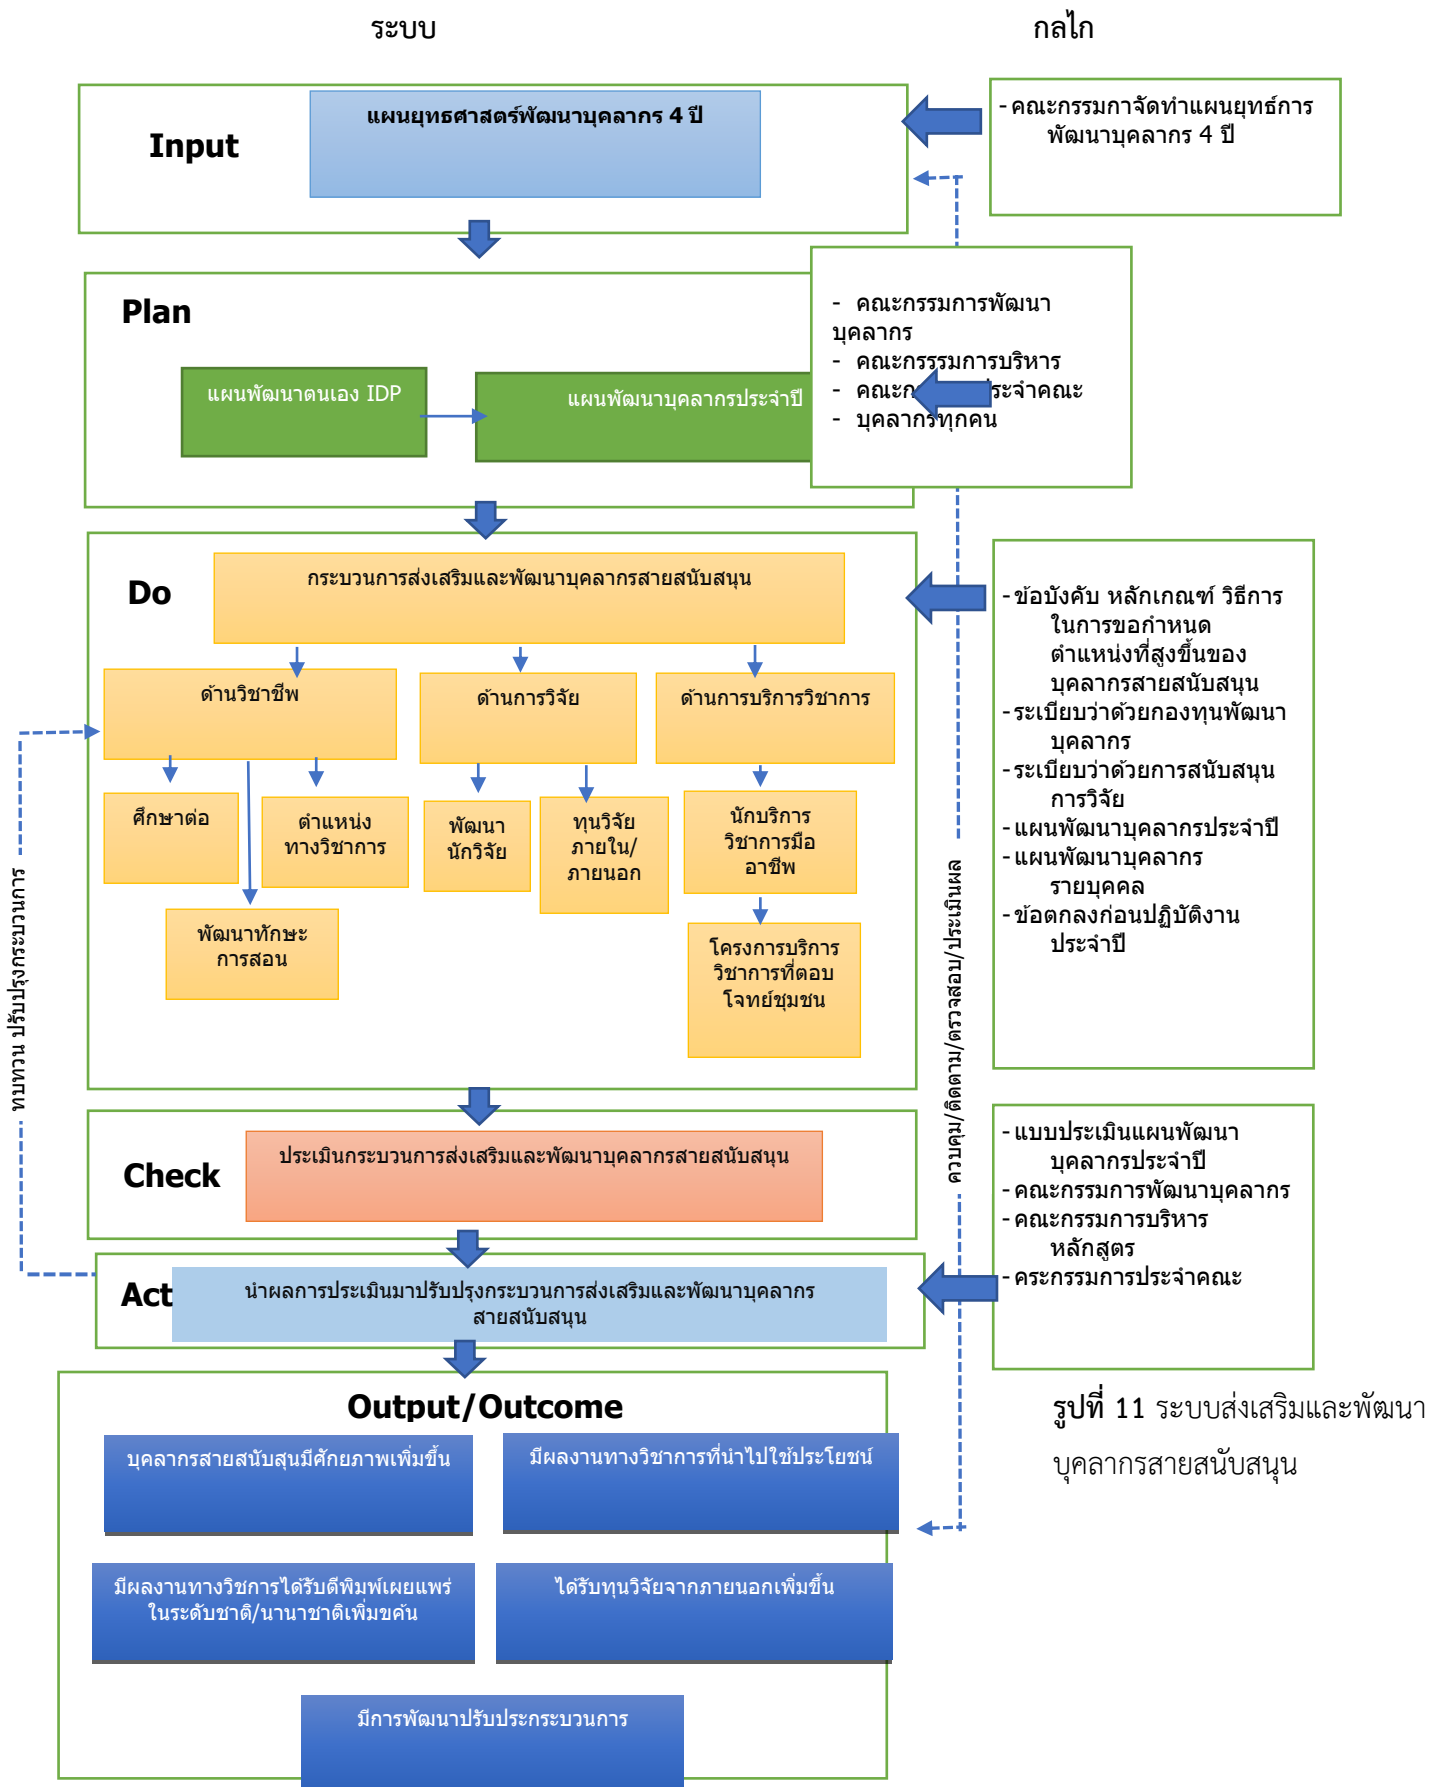 ระบบ
กลไก
Input
แผนยุทธศาสตร์พัฒนาบุคลากร 4 ปี
- คณะกรรมกาจัดทำแผนยุทธ์การ
พัฒนาบุคลากร 4 ปี
Plan
แผนพัฒนาตนเอง IDP
แผนพัฒนาบุคลากรประจำปี
- คณะกรรมการพัฒนา
บุคลากร
- คณะกรรรมการบริหาร
- คณะก ระจำคณะ
- บุคลากรทุกคน
Do
กระบวนการส่งเสริมและพัฒนาบุคลากรสายสนับสนุน
ด้านวิชาชีพ
ด้านการวิจัย
ด้านการบริการวิชาการ
ศึกษาต่อ
ตำแหน่ง
ทางวิชาการ
พัฒนาทักษะ
การสอน
พัฒนา
นักวิจัย
ทุนวิจัย
ภายใน/
ภายนอก
นักบริการ
วิชาการมือ
อาชีพ
โครงการบริการ
วิชาการที่ตอบ
โจทย์ชุมชน
- ข้อบังคับ หลักเกณฑ์ วิธีการ
ในการขอกำหนด
ตำแหน่งที่สูงขึ้นของ
บุคลากรสายสนับสนุน
- ระเบียบว่าด้วยกองทุนพัฒนา
บุคลากร
- ระเบียบว่าด้วยการสนับสนุน
การวิจัย
- แผนพัฒนาบุคลากรประจำปี
- แผนพัฒนาบุคลากร
รายบุคคล
- ข้อตกลงก่อนปฏิบัติงาน
ประจำปี
ทบทวน ปรับปรุงกระบวนการ
ควบคุม/ติดตาม/ตรวจสอบ/ประเมินผล
Check
ประเมินกระบวนการส่งเสริมและพัฒนาบุคลากรสายสนับสนุน
- แบบประเมินแผนพัฒนา
บุคลากรประจำปี
- คณะกรรมการพัฒนาบุคลากร
- คณะกรรมการบริหาร
หลักสูตร
- คระกรรมการประจำคณะ
Act
นำผลการประเมินมาปรับปรุงกระบวนการส่งเสริมและพัฒนาบุคลากร
สายสนับสนุน
Output/Outcome
บุคลากรสายสนับสุนมีศักยภาพเพิ่มขึ้น
มีผลงานทางวิชาการที่นำไปใช้ประโยชน์
มีผลงานทางวิชการได้รับตีพิมพ์เผยแพร่
ในระดับชาติ/นานาชาติเพิ่มขค้น
ได้รับทุนวิจัยจากภายนอกเพิ่มขึ้น
มีการพัฒนาปรับประกระบวนการ
รูปที่ 11 ระบบส่งเสริมและพัฒนา
บุคลากรสายสนับสนุน